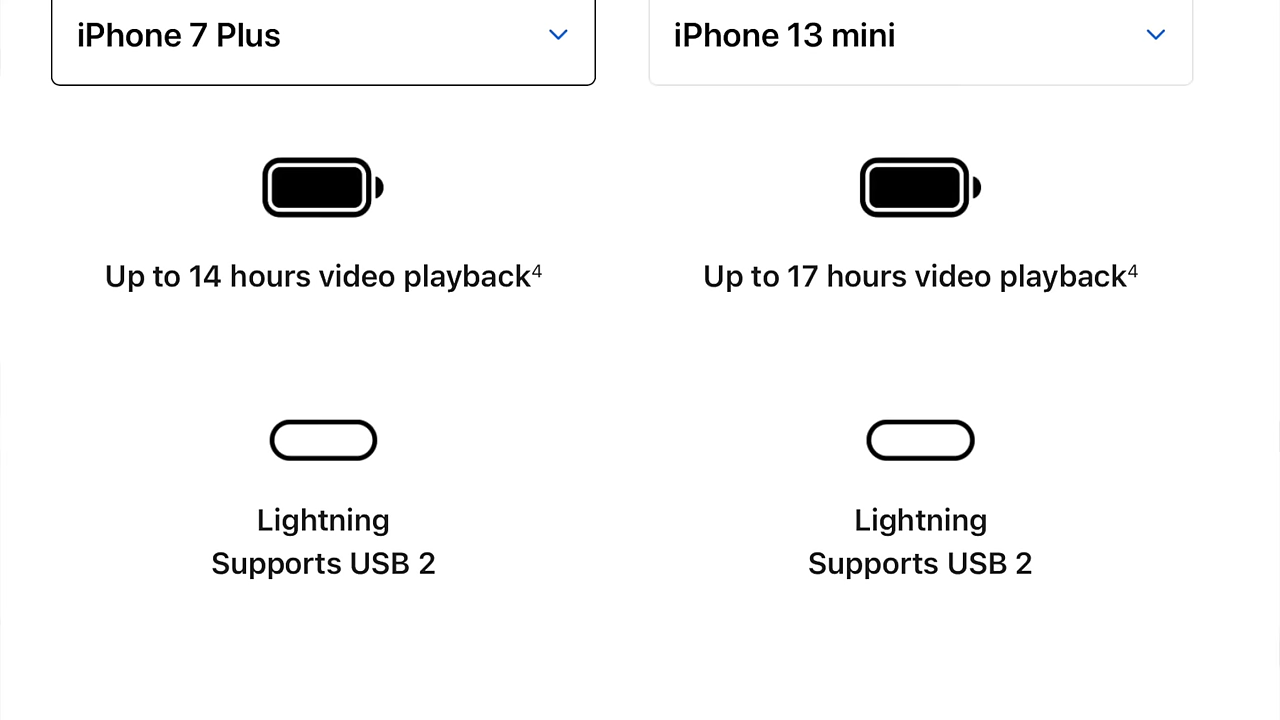 iPhone 7 Plus
iPhone 13 mini
Up to 14 hours video playback⁴
Up to 17 hours video playback⁴
Lightning
Supports USB 2
Lightning
Supports USB 2